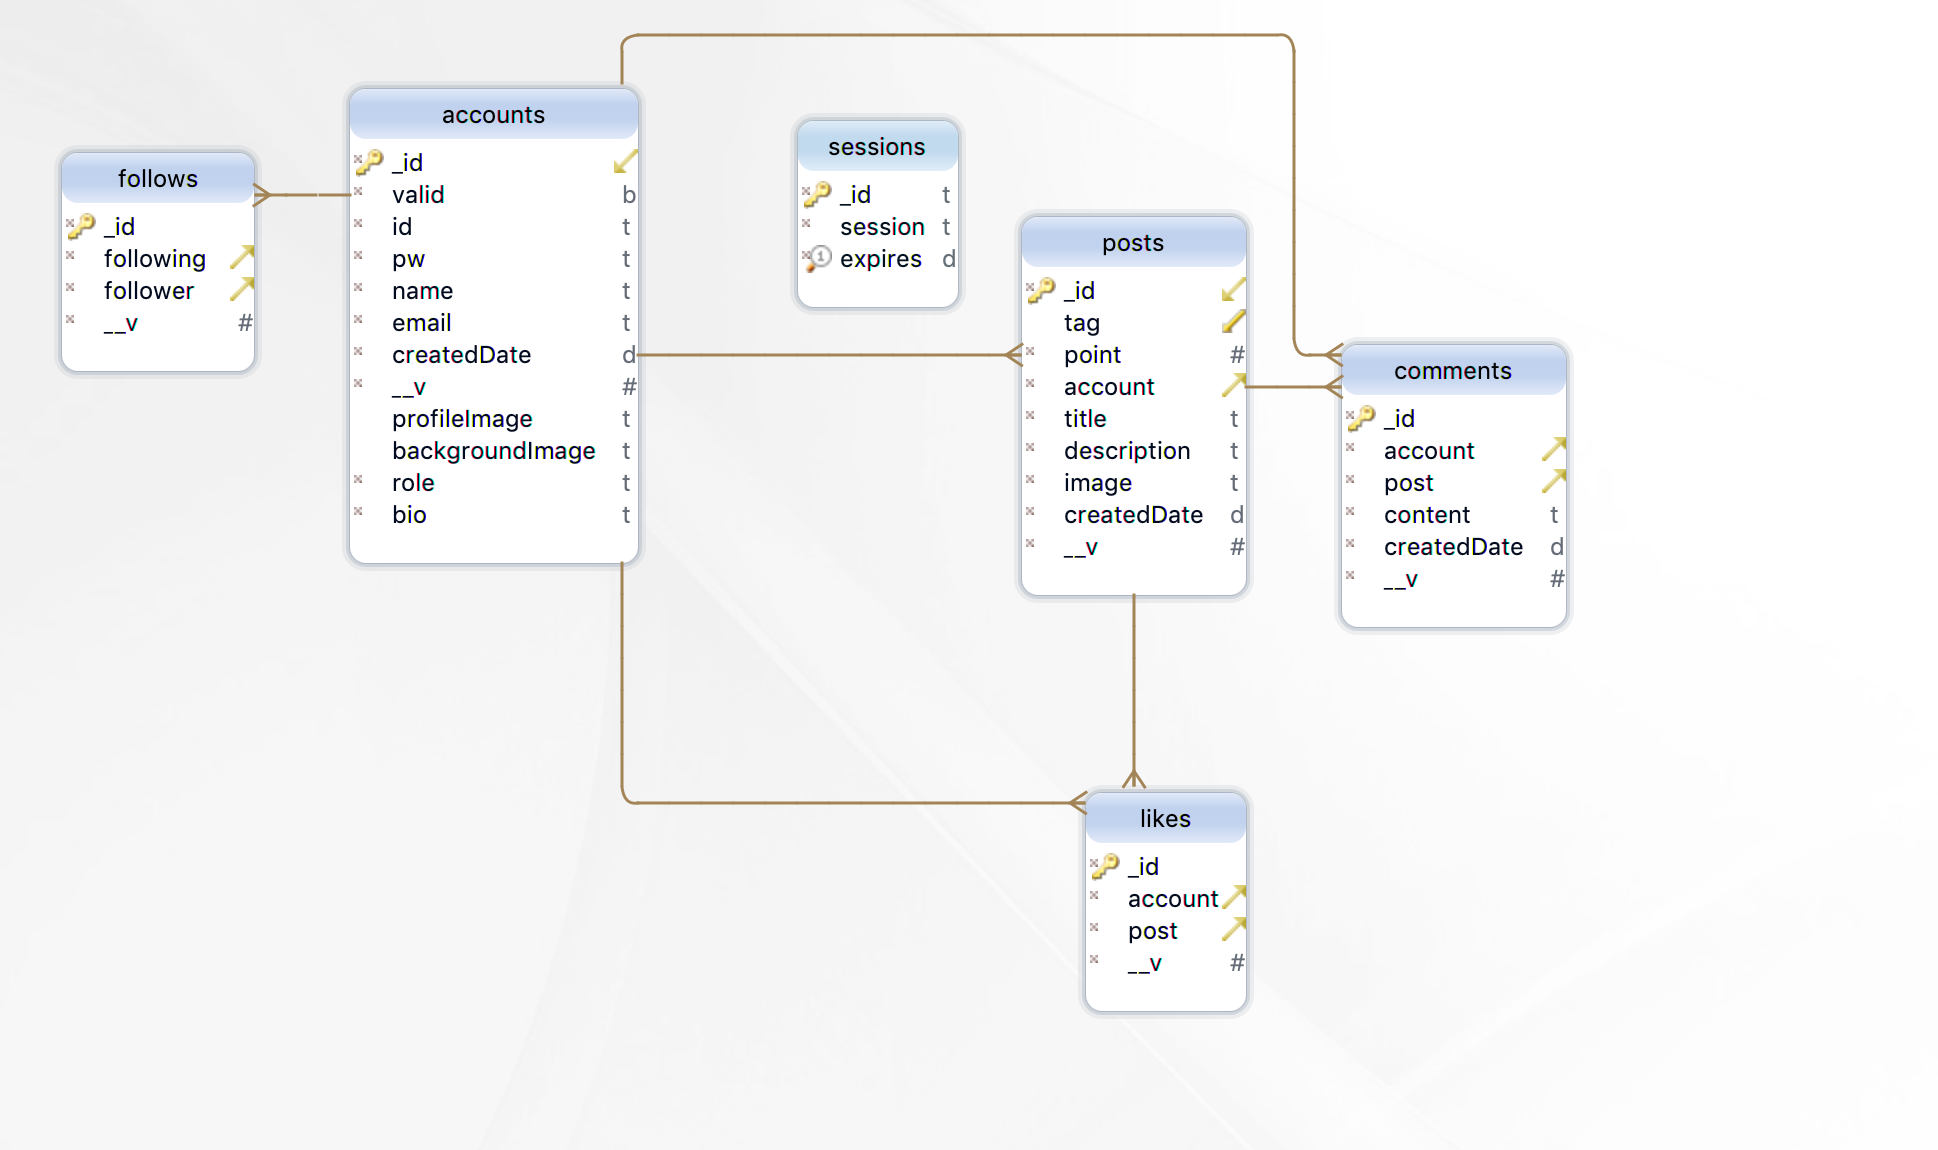 follows
_id
following
follower
__v #
accounts
_id
valid b
id t
pw t
name t
email t
createdDate d
__v #
profileImage t
backgroundImage t
role t
bio t
sessions
_id t
session t
1 expires d
posts
_id
tag
point #
account
title t
description t
image t
createdDate d
__v #
comments
_id
account
post
content t
createdDate d
__v #
likes
_id
account
post
__v #